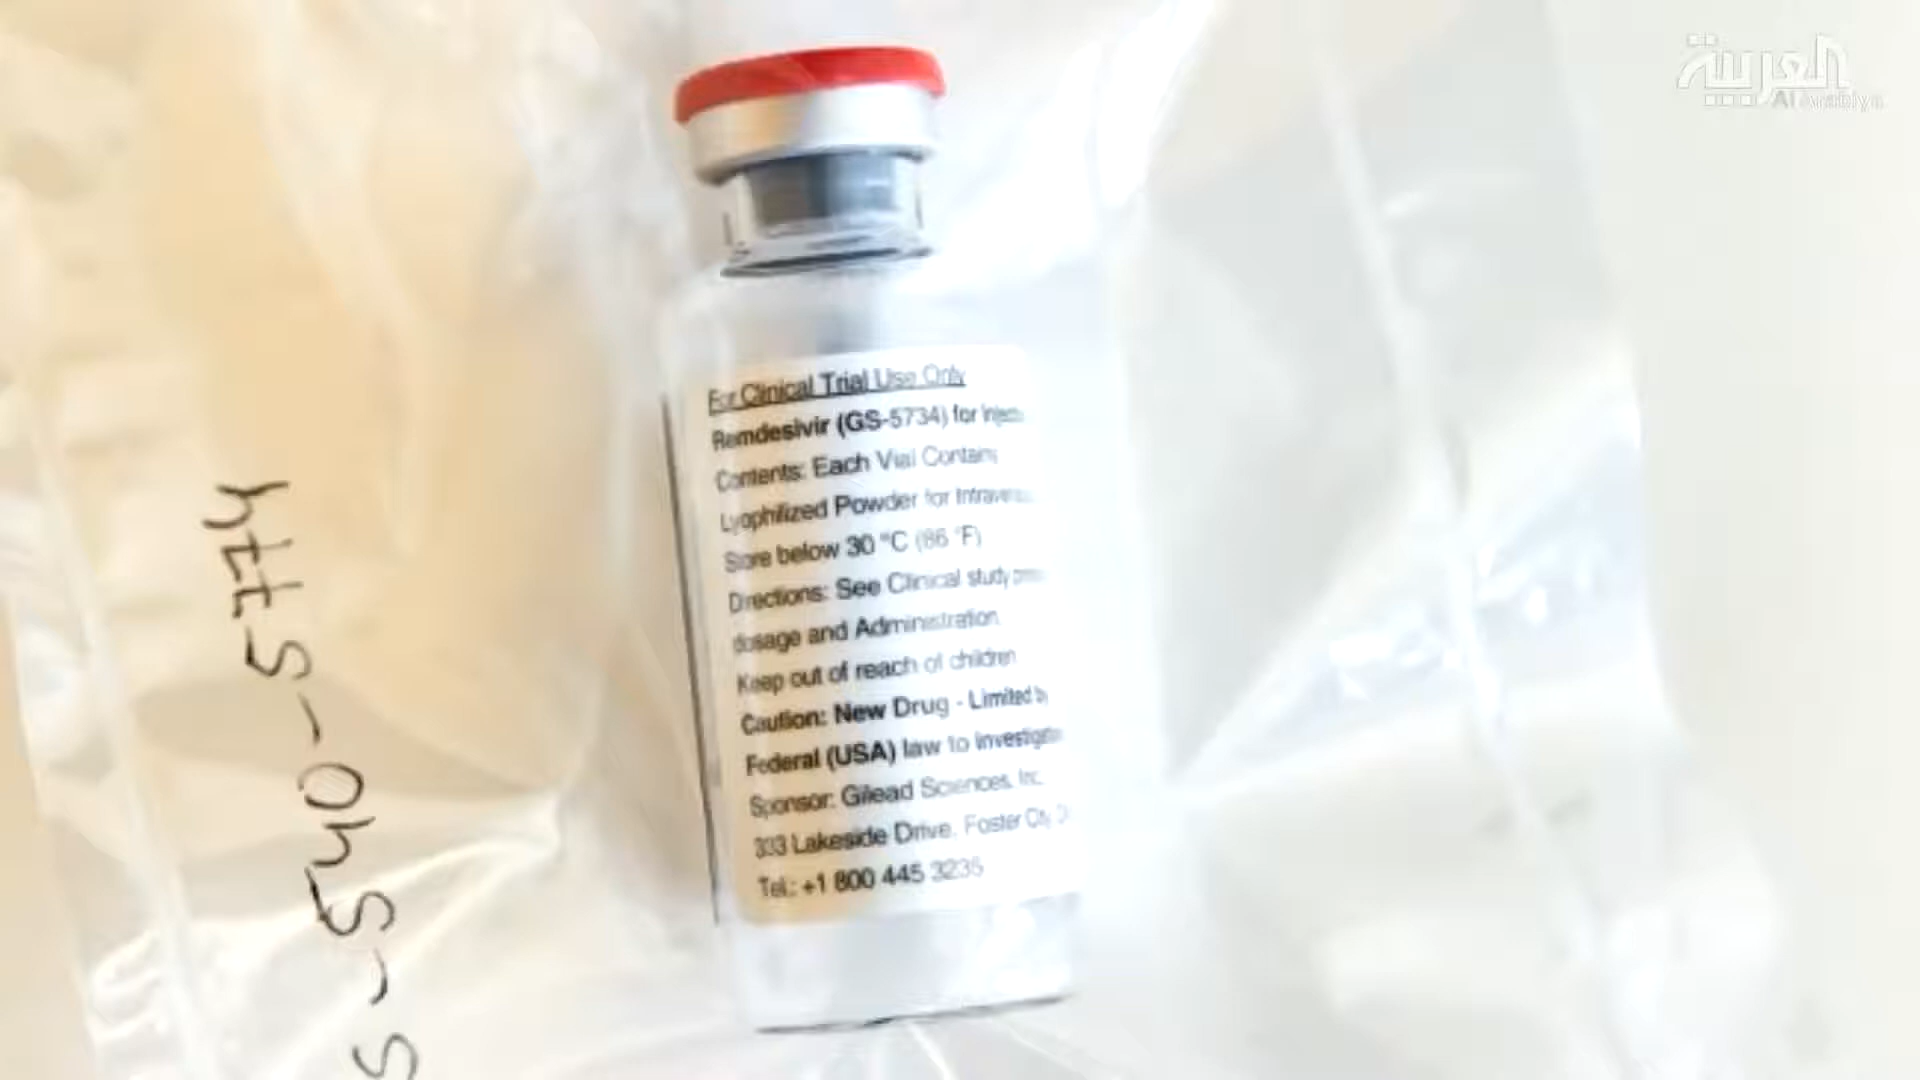 العربية
Al Arabiya
For Clinical Trial Use Only
Remdesivir (GS-5734) for
Contents: Each Vial Contains
Lyophilized Powder for
Store below 30 °C (86 °F)
Directions: See Clinical study
dosage and Administration
Keep out of reach of children
Caution: New Drug - Limited
Federal (USA) law to
Sponsor: Gilead Sciences, Inc.
333 Lakeside Drive, Foster City,
Tel.: +1 800 445 3235